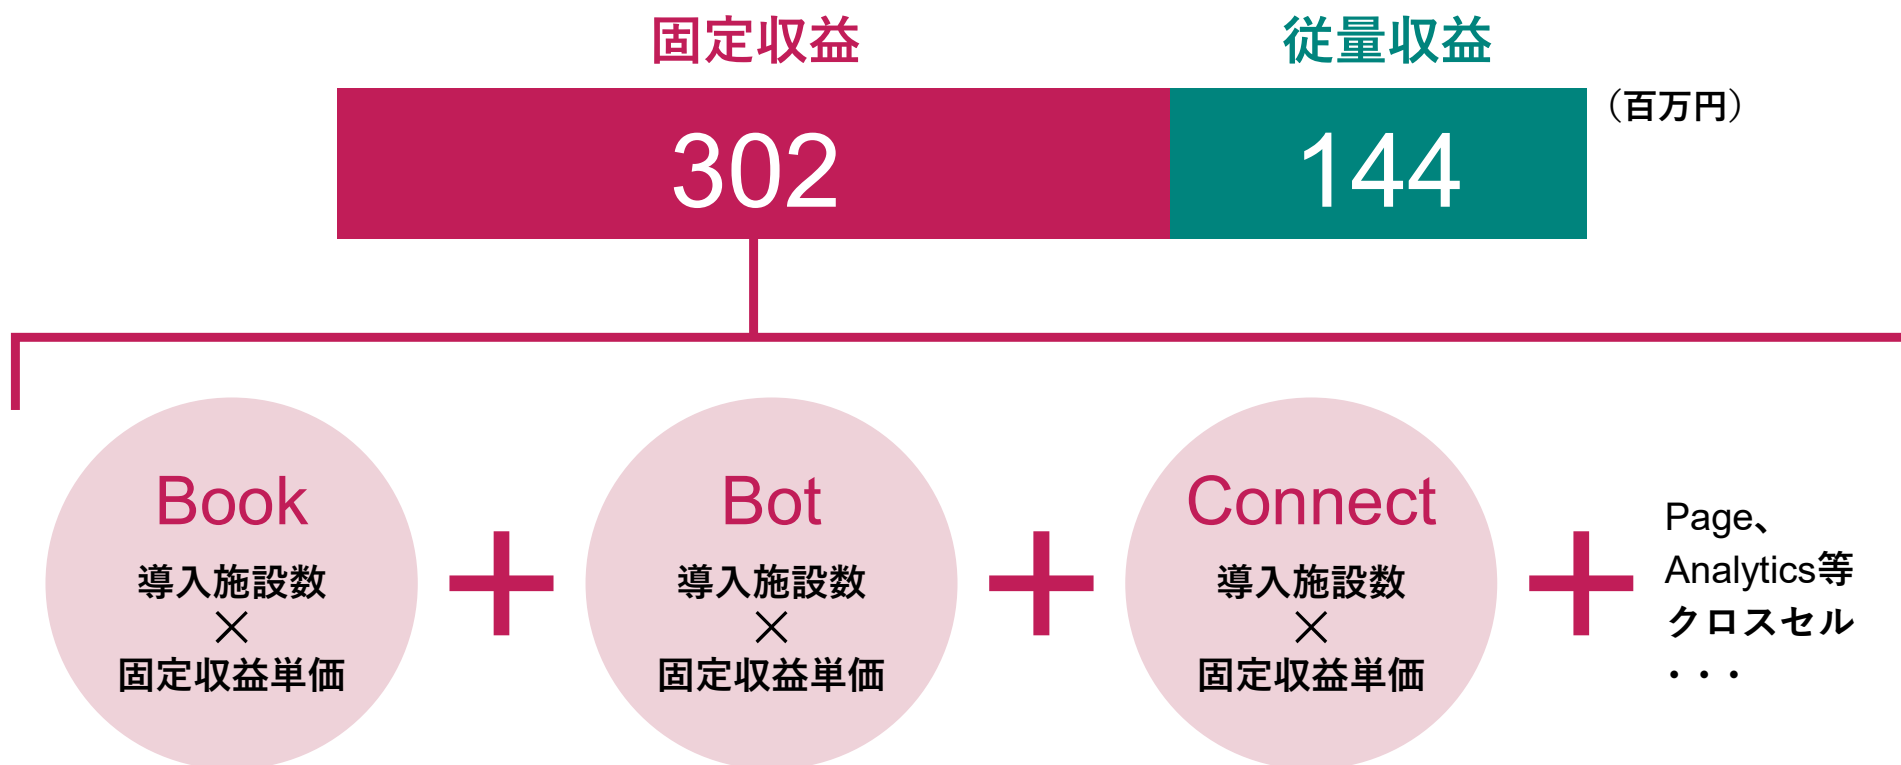 固定収益
従量収益
302
144
（百万円）
Book
導入施設数
×
固定収益単価
+
Bot
導入施設数
×
固定収益単価
+
Connect
導入施設数
×
固定収益単価
+
Page、
Analytics等
クロスセル
・・・